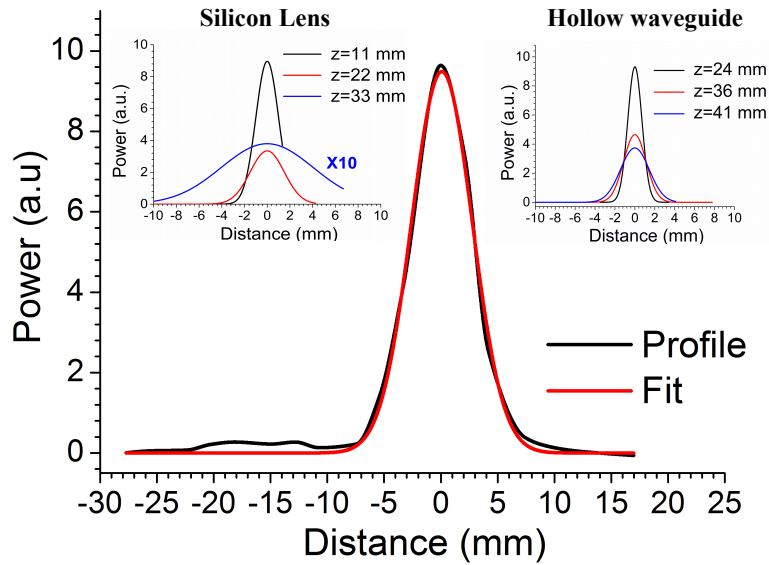 Silicon Lens
Hollow waveguide
10
8
6
4
2
0
Power (a.u)
-30 -25 -20 -15 -10 -5 0 5 10 15 20 25
Distance (mm)
Profile
Fit
10
8
6
4
2
0
Power (a.u.)
z=11 mm
z=22 mm
z=33 mm
X10
-10 -8 -6 -4 -2 0 2 4 6 8 10
Distance (mm)
10
8
6
4
2
0
Power (a.u.)
z=24 mm
z=36 mm
z=41 mm
-10 -8 -6 -4 -2 0 2 4 6 8 10
Distance (mm)